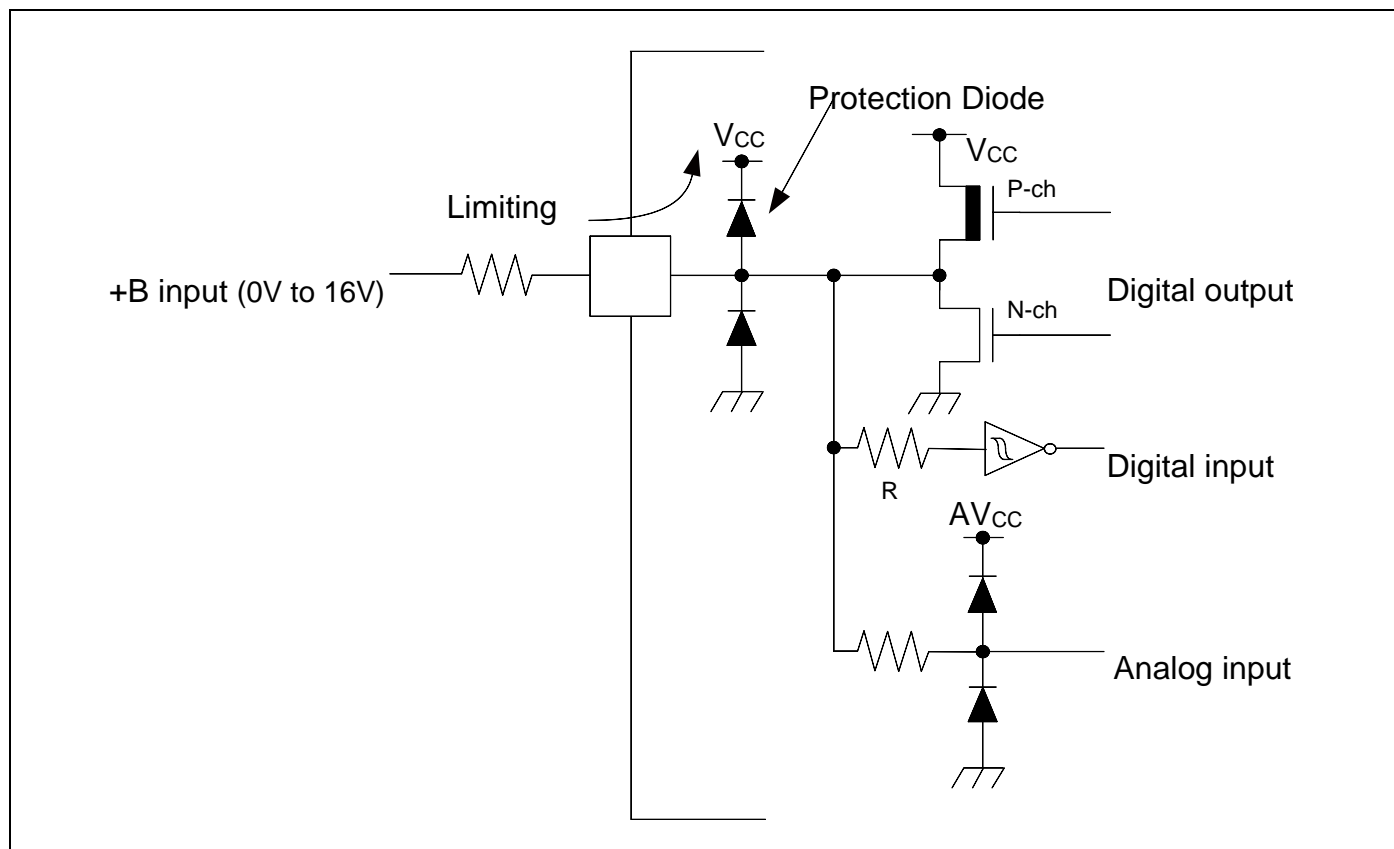 Protection Diode
VCC
VCC
P-ch
Limiting
+B input (0V to 16V)
Digital output
N-ch
Digital input
R
AVCC
Analog input